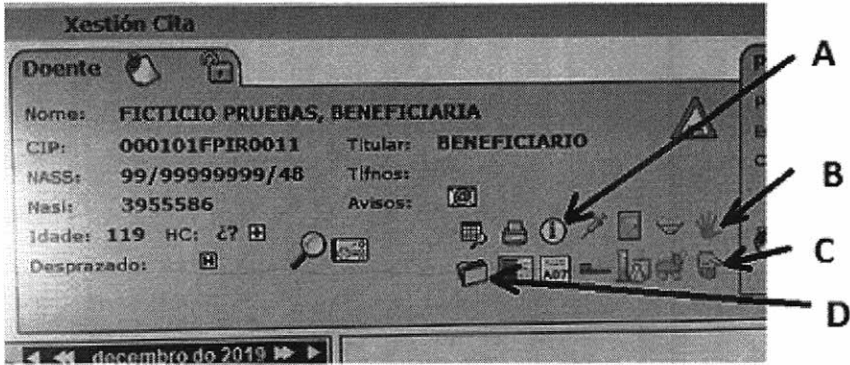 Xestión Cita
Doente
Nome: FICTICIO PRUEBAS, BENEFICIARIA
CIP: 000101FPIR0011 Titular: BENEFICIARIO
NASS: 99/99999999/48 Tlfnos:
Nasi: 3955586 Avisos:
Idade: 119 HC: ¿?
Desprazado: H
decembro do 2019
A
B
C
D